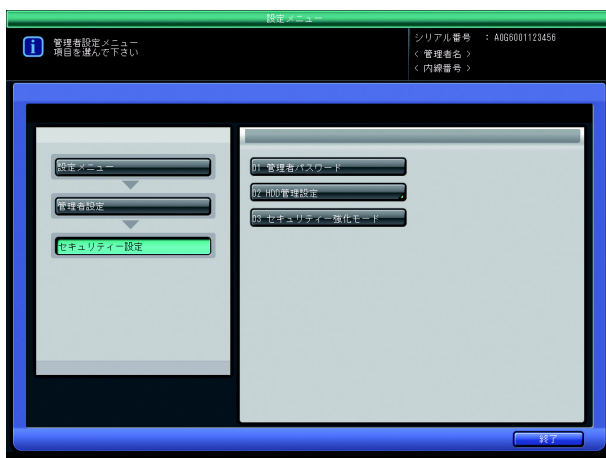 設定メニュー
管理者設定メニュー
項目を選んで下さい
シリアル番号 : A0G6001123456
< 管理者名 >
< 内線番号 >
設定メニュー
管理者設定
セキュリティー設定
01 管理者パスワード
02 HDD管理設定
03 セキュリティー強化モード
終了